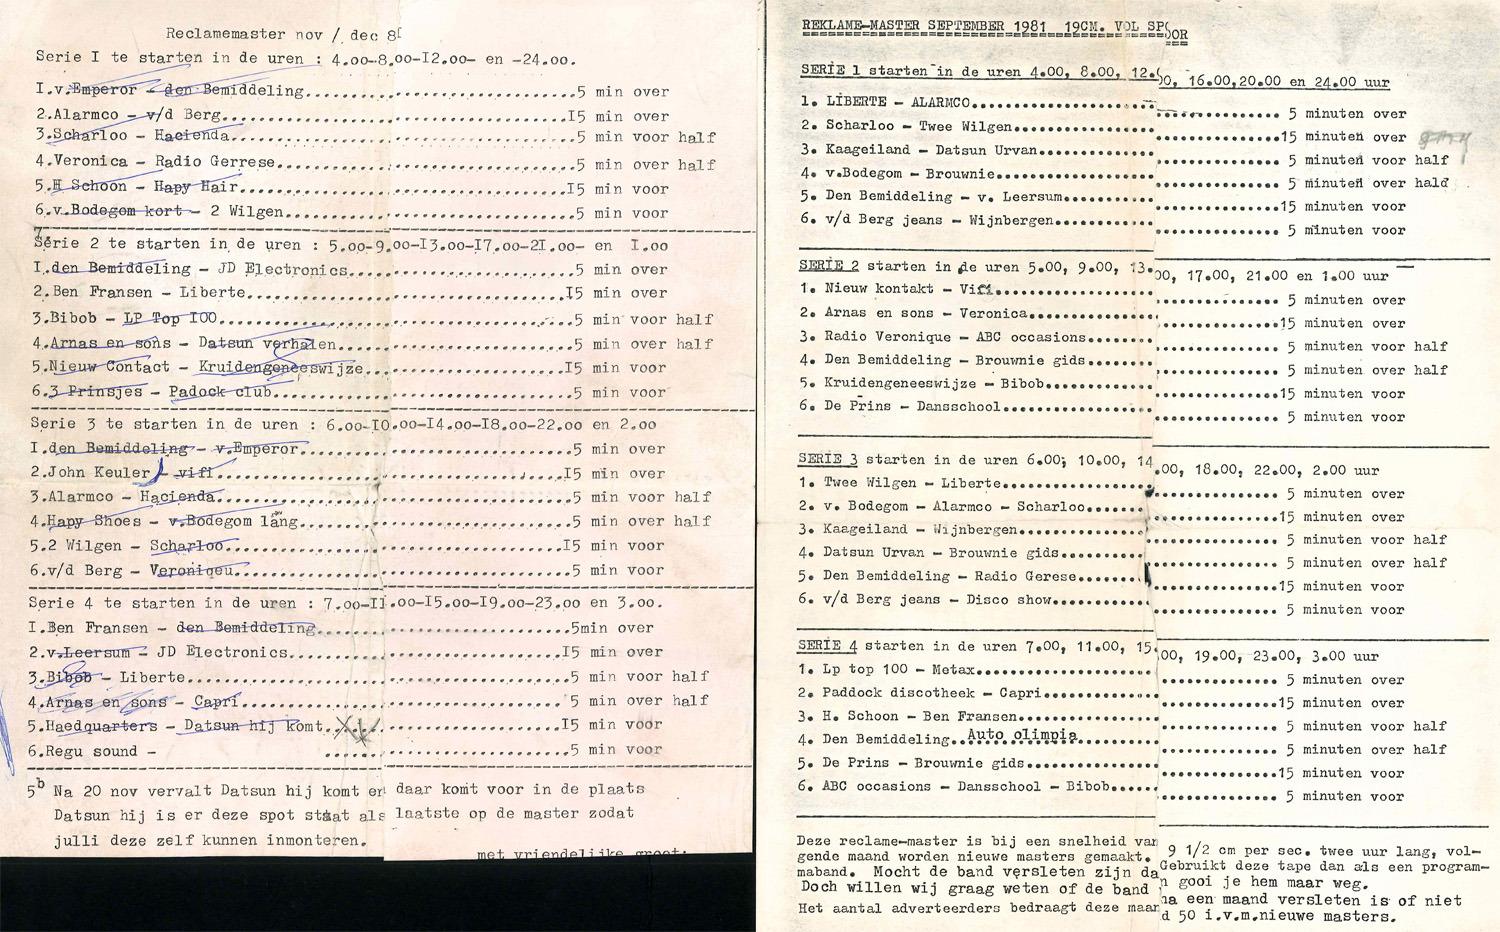 Reclamemaster nov / dec 8
Serie I te starten in de uren : 4.oo-8.oo-I2.oo- en -24.oo.
I.v.Emperor - den Bemiddeling..............................5 min over
2.Alarmco - v/d Berg.......................................I5 min over
3.Scharloo - Hacienda......................................5 min voor half
4.Veronica - Radio Gerrese.................................5 min over half
5.H Schoon - Hapy Hair.....................................I5 min voor
6.v.Bodegom kort - 2 Wilgen................................5 min voor
7.
Serie 2 te starten in de uren : 5.oo-9.oo-I3.oo-I7.oo-2I.oo- en I.oo
I.den Bemiddeling - JD Electronics.........................5 min over
2.Ben Fransen - Liberte....................................I5 min over
3.Bibob - LP Top IOO.......................................5 min voor half
4.Arnas en sons - Datsun verhalen..........................5 min over half
5.Nieuw Contact - Kruidengeneeswijze.......................I5 min voor
6.3 Prinsjes - Padock club.................................5 min voor
Serie 3 te starten in de uren : 6.oo-IO.oo-I4.oo-I8.oo-22.oo en 2.oo
I.den Bemiddeling - v.Emperor..............................5 min over
2.John Keuler - vifi.......................................I5 min over
3.Alarmco - Hacienda.......................................5 min voor half
4.Hapy Shoes - v.Bodegom lang..............................5 min over half
5.2 Wilgen - Scharloo......................................I5 min voor
6.v/d Berg - Veroniqeu.....................................5 min voor
Serie 4 te starten in de uren : 7.oo-II.oo-I5.oo-I9.oo-23.oo en 3.oo.
I.Ben Fransen - den Bemiddeling............................5min over
2.v.Leersum - JD Electronics...............................I5 min over
3.Bibob - Liberte..........................................5 min voor half
4.Arnas en sons - Capri....................................5 min over half
5.Haedquarters - Datsun hij komt...........................I5 min voor
6.Regu sound - ..........................5 min voor
5b Na 20 nov vervalt Datsun hij komt en daar komt voor in de plaats
Datsun hij is er deze spot staat als laatste op de master zodat
julli deze zelf kunnen inmonteren.
met vriendelijke groet:
REKLAME-MASTER SEPTEMBER 1981 19CM. VOL SPOOR
SERIE 1 starten in de uren 4.00, 8.00, 12.00, 16.00,20.00 en 24.00 uur
1. LIBERTE - ALARMCO.................................. 5 minuten over
2. Scharloo - Twee Wilgen..............................15 minuten over
3. Kaageiland - Datsun Urvan........................... 5 minuten voor half
4. v.Bodegom - Brouwnie................................ 5 minuten over hald
5. Den Bemiddeling - v. Leersum........................15 minuten voor
6. v/d Berg jeans - Wijnbergen......................... 5 minuten voor
SERIE 2 starten in de uren 5.00, 9.00, 13.00, 17.00, 21.00 en 1.00 uur
1. Nieuw kontakt - Vifi................................ 5 minuten over
2. Arnas en sons - Veronica............................15 minuten over
3. Radio Veronique - ABC occasions..................... 5 minuten voor half
4. Den Bemiddeling - Brouwnie gids..................... 5 minuten over half
5. Kruidengeneeswijze - Bibob..........................15 minuten voor
6. De Prins - Dansschool............................... 5 minuten voor
SERIE 3 starten in de uren 6.00, 10.00, 14.00, 18.00, 22.00, 2.00 uur
1. Twee Wilgen - Liberte............................... 5 minuten over
2. v. Bodegom - Alarmco - Scharloo.....................15 minuten over
3. Kaageiland - Wijnbergen............................. 5 minuten voor half
4. Datsun Urvan - Brouwnie gids........................ 5 minuten over half
5. Den Bemiddeling - Radio Gerese......................15 minuten voor
6. v/d Berg jeans - Disco show......................... 5 minuten voor
SERIE 4 starten in de uren 7.00, 11.00, 15.00, 19.00, 23.00, 3.00 uur
1. Lp top 100 - Metax.................................. 5 minuten over
2. Paddock discotheek - Capri..........................15 minuten over
3. H. Schoon - Ben Fransen............................. 5 minuten voor half
4. Den Bemiddeling..Auto olimpia....................... 5 minuten over half
5. De Prins - Brouwnie gids............................15 minuten voor
6. ABC occasions - Dansschool - Bibob.................. 5 minuten voor
Deze reclame-master is bij een snelheid van 9 1/2 cm per sec. twee uur lang, vol-
gende maand worden nieuwe masters gemaakt. Gebruikt deze tape dan als een program-
maband. Mocht de band versleten zijn dan gooi je hem maar weg.
Doch willen wij graag weten of de band na een maand versleten is of niet
Het aantal adverteerders bedraagt deze maand 50 i.v.m.nieuwe masters.